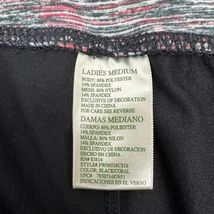 LADIES MEDIUM
BODY: 86% POLYESTER
14% SPANDEX
MESH: 86% NYLON
14% SPANDEX
EXCLUSIVE OF DECORATION
MADE IN CHINA
FOR CARE SEE REVERSE.
DAMAS MEDIANO
CUERPO: 86% POLIESTER
14% SPANDEX
MALLA: 86% NILON
14% SPANDEX
EXCLUSIVO DE DECORACION
HECHO EN CHINA
RN#
STYLE#
COLOR: BLACK/CORAL
UPC#
INDICACIONES EN EL VERSO